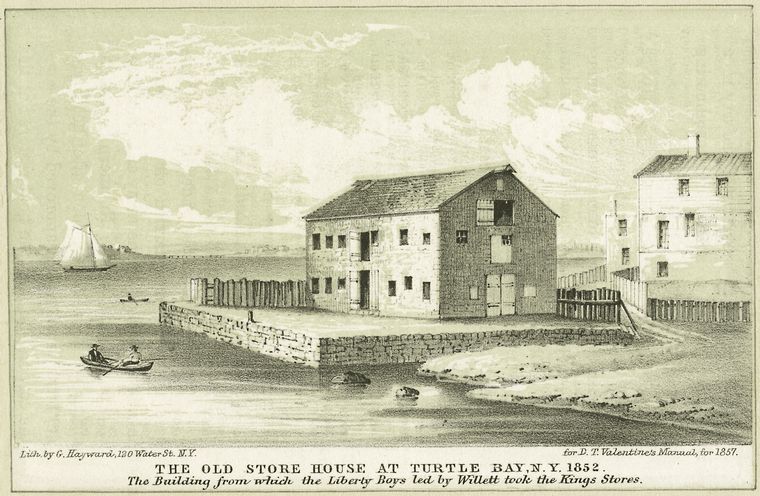 Lith. by G. Hayward, 120 Water St. N.Y.
for D. T. Valentine's Manual, for 1857.
THE OLD STORE HOUSE AT TURTLE BAY, N.Y. 1852.
The Building from which the Liberty Boys led by Willett took the Kings Stores.